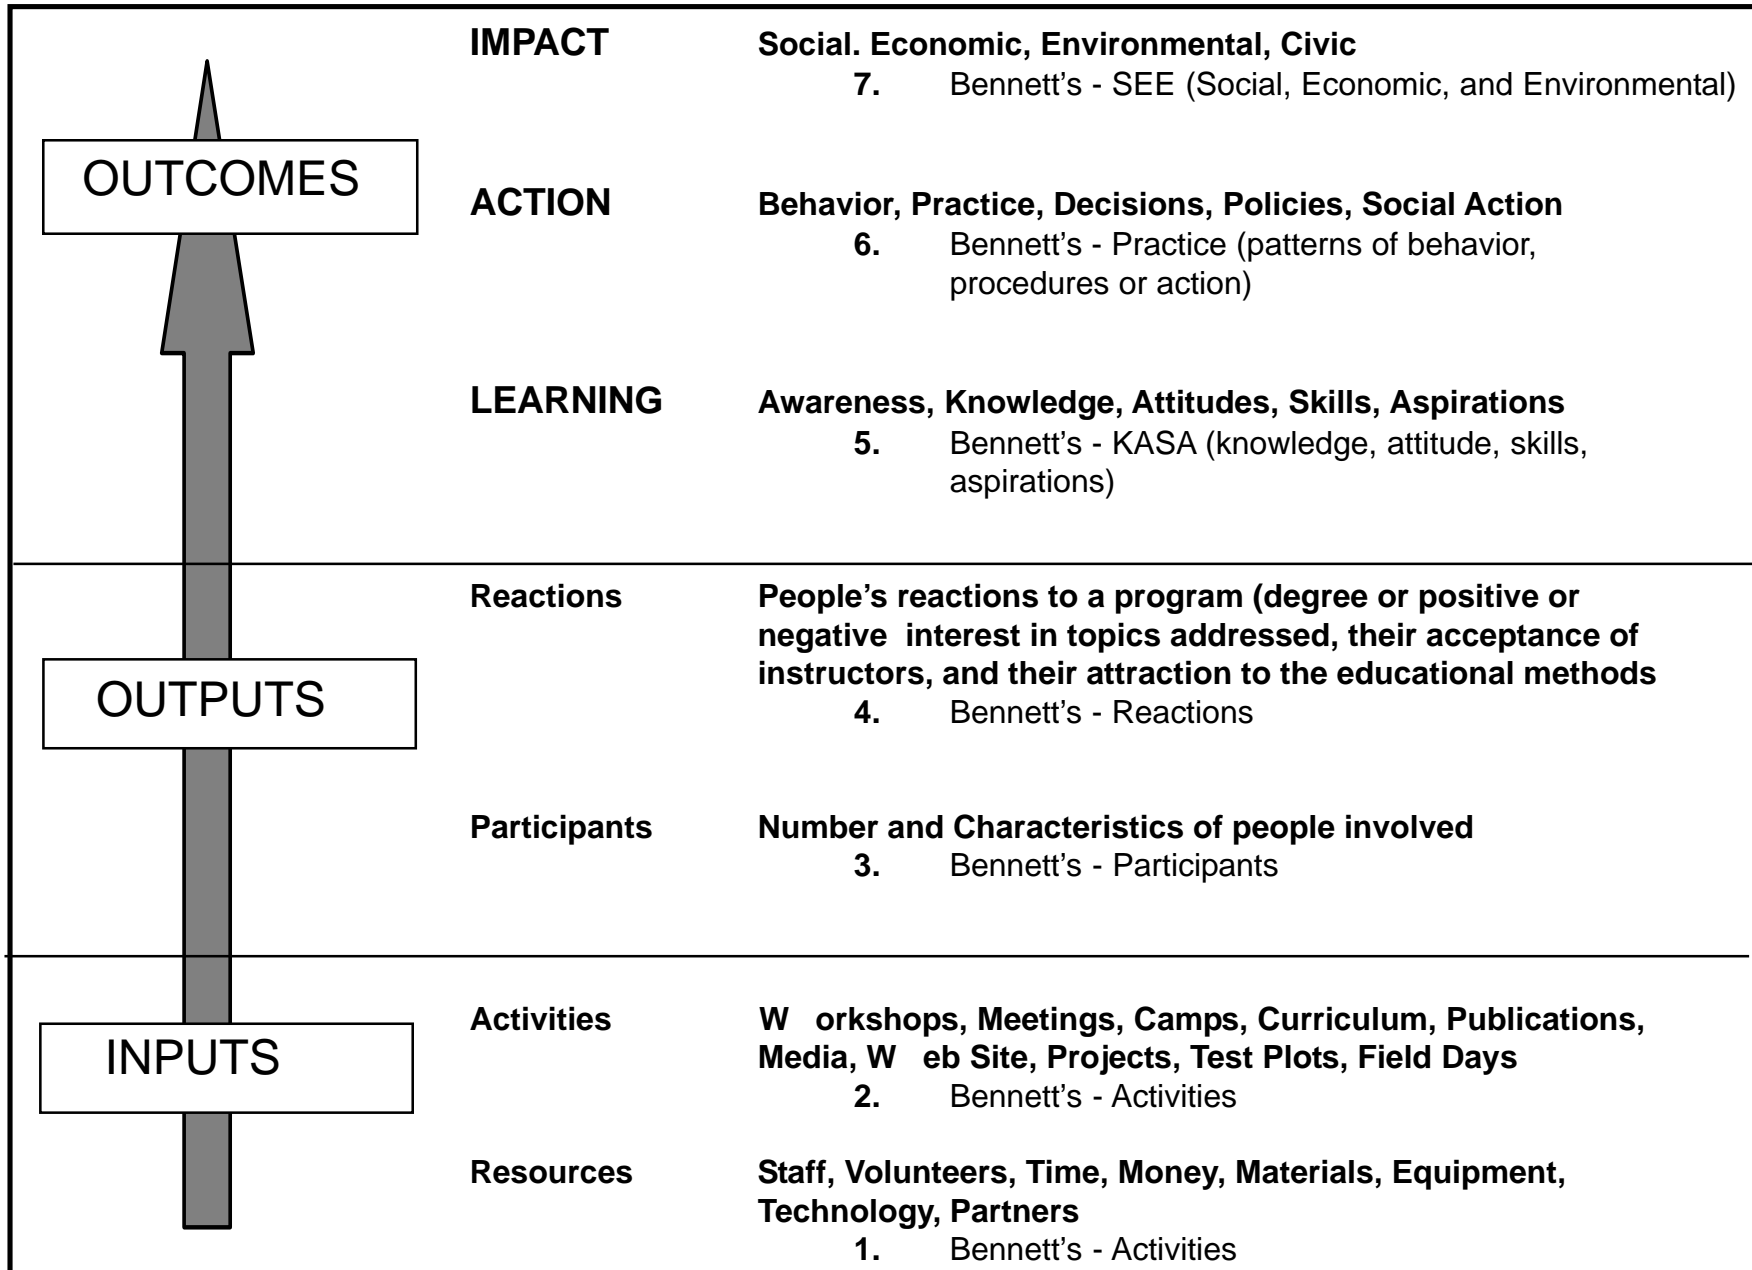 IMPACT Social. Economic, Environmental, Civic
7. Bennett’s - SEE (Social, Economic, and Environmental)
OUTCOMES
ACTION Behavior, Practice, Decisions, Policies, Social Action
6. Bennett’s - Practice (patterns of behavior,
procedures or action)
LEARNING Awareness, Knowledge, Attitudes, Skills, Aspirations
5. Bennett’s - KASA (knowledge, attitude, skills,
aspirations)
Reactions People’s reactions to a program (degree or positive or
negative interest in topics addressed, their acceptance of
instructors, and their attraction to the educational methods
OUTPUTS
4. Bennett’s - Reactions
Participants Number and Characteristics of people involved
3. Bennett’s - Participants
Activities W orkshops, Meetings, Camps, Curriculum, Publications,
Media, W eb Site, Projects, Test Plots, Field Days
INPUTS
2. Bennett’s - Activities
Resources Staff, Volunteers, Time, Money, Materials, Equipment,
Technology, Partners
1. Bennett’s - Activities